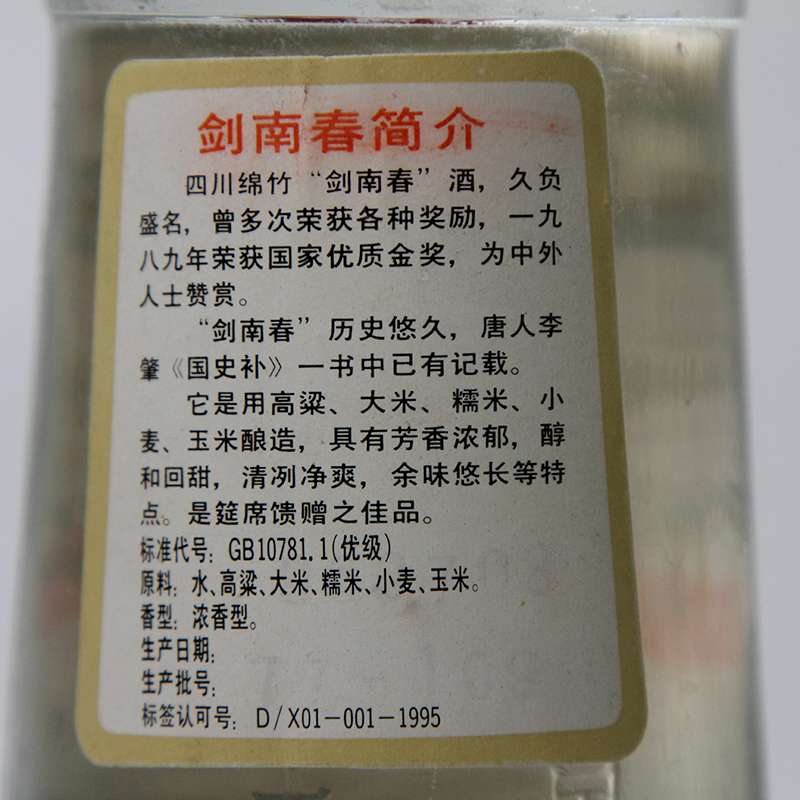 剑南春简介
四川绵竹“剑南春”酒，久负
盛名，曾多次荣获各种奖励，一九
八九年荣获国家优质金奖，为中外
人士赞赏。
“剑南春”历史悠久，唐人李
肇《国史补》一书中已有记载。
它是用高粱、大米、糯米、小
麦、玉米酿造，具有芳香浓郁，醇
和回甜，清冽净爽，余味悠长等特
点。是筵席馈赠之佳品。
标准代号：GB10781.1(优级)
原料：水、高粱、大米、糯米、小麦、玉米。
香型：浓香型。
生产日期：
生产批号：
标签认可号：D/X01-001-1995